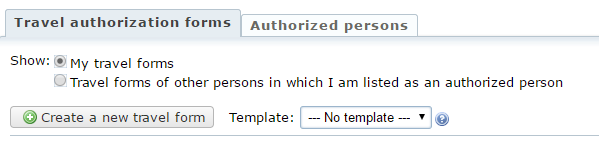 Travel authorization forms Authorized persons
Show: My travel forms
Travel forms of other persons in which I am listed as an authorized person
Create a new travel form Template: --- No template --- ?